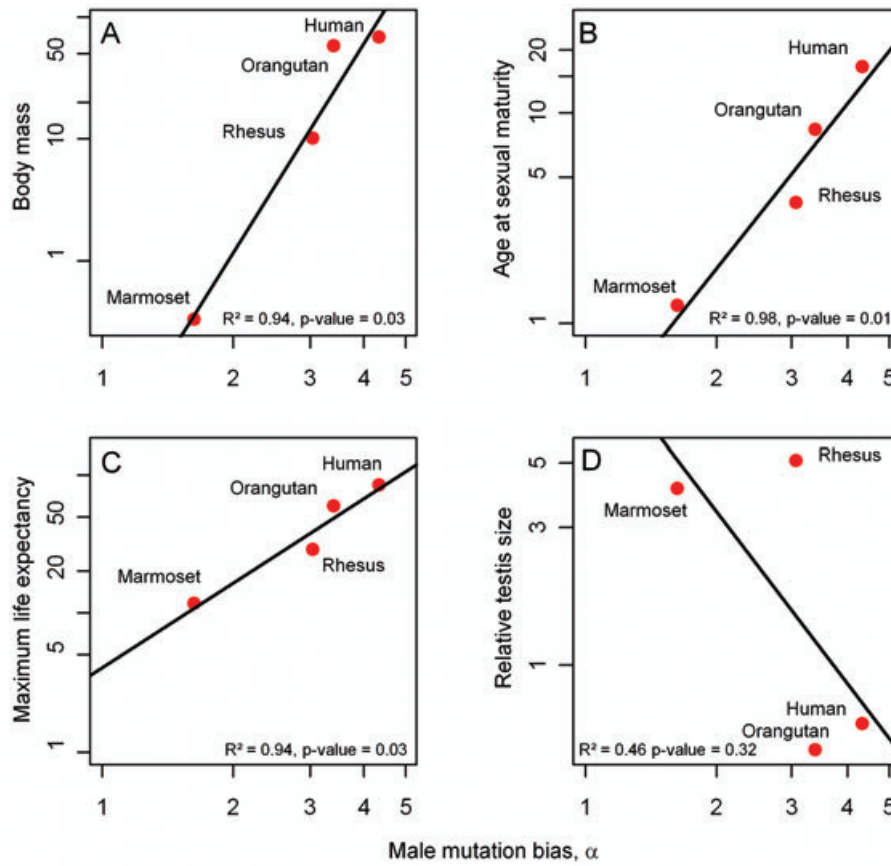 A
Human
Orangutan
Rhesus
Marmoset
R² = 0.94, p-value = 0.03
Body mass
50
10
1
1 2 3 4 5
B
Human
Orangutan
Rhesus
Marmoset
R² = 0.98, p-value = 0.01
Age at sexual maturity
20
10
5
1
1 2 3 4 5
C
Human
Orangutan
Rhesus
Marmoset
R² = 0.94, p-value = 0.03
Maximum life expectancy
50
20
5
1
1 2 3 4 5
D
Rhesus
Marmoset
Human
Orangutan
R² = 0.46 p-value = 0.32
Relative testis size
5
3
1
1 2 3 4 5
Male mutation bias, α